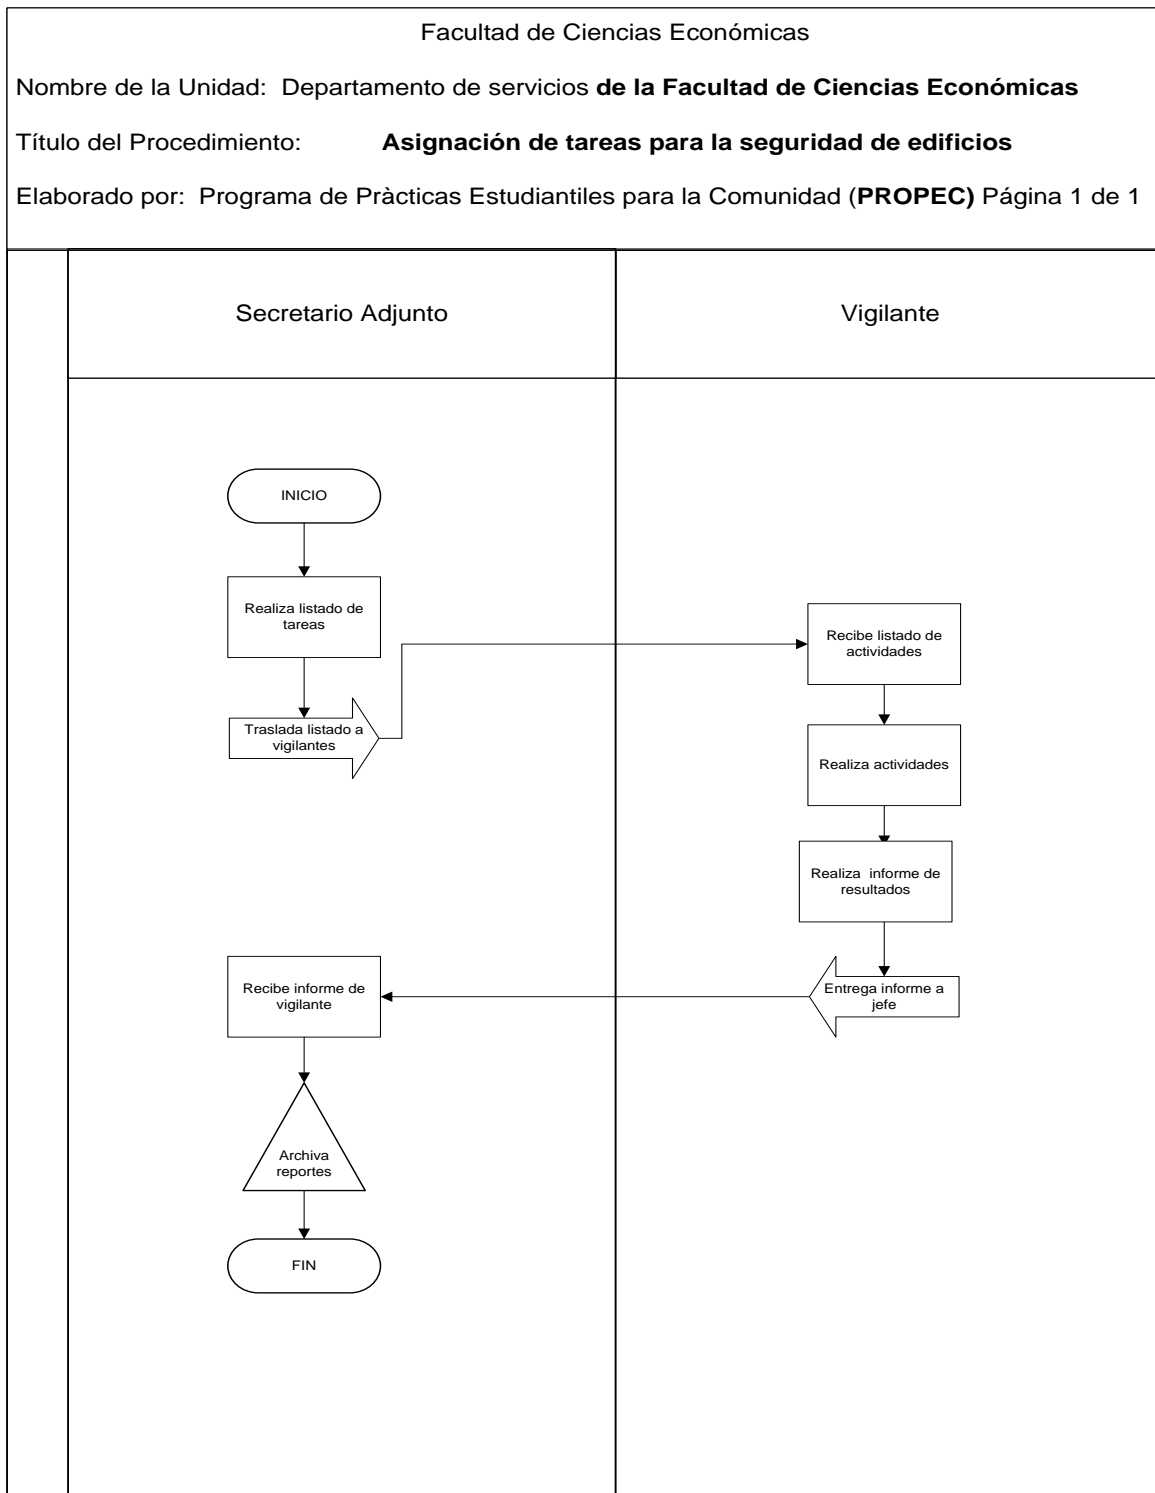 Facultad de Ciencias Económicas
Nombre de la Unidad: Departamento de servicios de la Facultad de Ciencias Económicas
Título del Procedimiento: Asignación de tareas para la seguridad de edificios
Elaborado por: Programa de Pràcticas Estudiantiles para la Comunidad (PROPEC) Página 1 de 1
Secretario Adjunto
Vigilante
INICIO
Realiza listado de
tareas
Traslada listado a
vigilantes
Recibe listado de
actividades
Realiza actividades
Realiza informe de
resultados
Entrega informe a
jefe
Recibe informe de
vigilante
Archiva
reportes
FIN